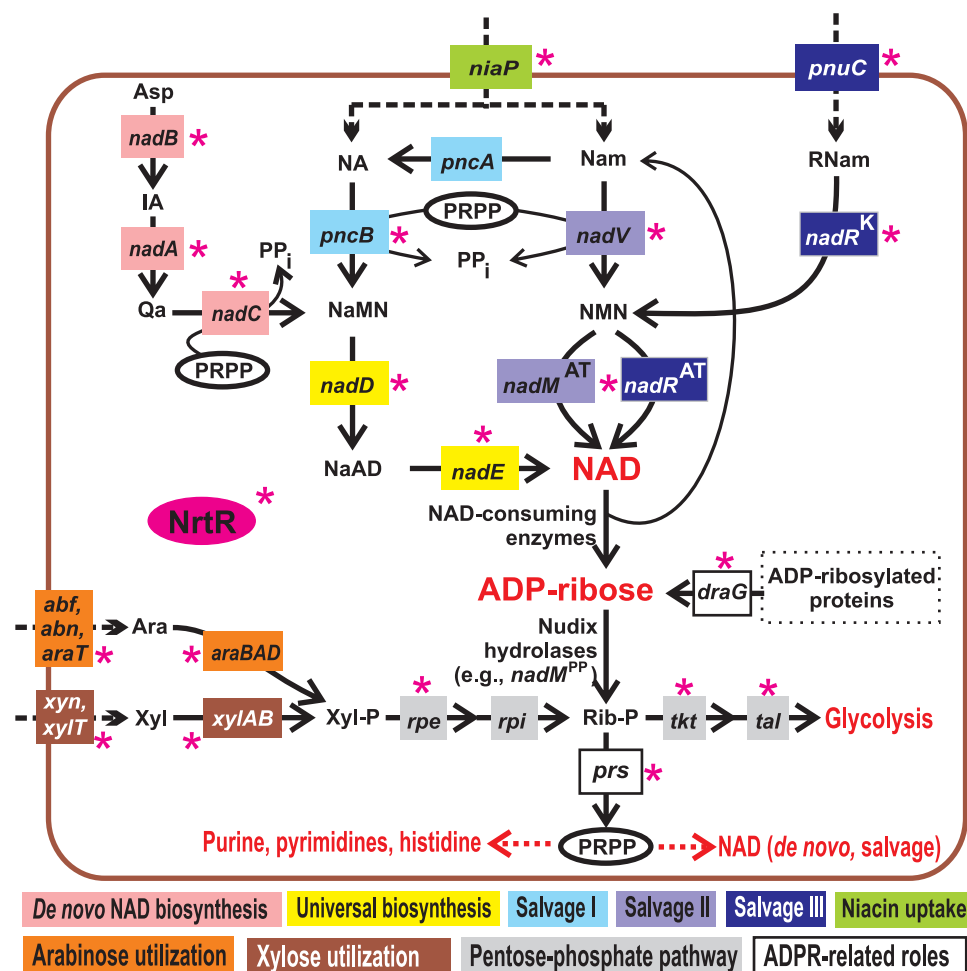 niaP *
pnuC *
Asp
nadB *
NA
pncA
Nam
RNam
IA
PRPP
nadA *
pncB *
nadV *
nadR K *
PPi
PPi
Qa
nadC *
NaMN
NMN
PRPP
nadD *
nadM AT *
nadR AT
NaAD
nadE *
NAD
NrtR *
NAD-consuming
enzymes
ADP-ribose
draG *
ADP-ribosylated
proteins
abf,
abn,
araT *
Ara
araBAD *
Nudix
hydrolases
(e.g., nadMPP)
xyn,
xylT *
Xyl
xylAB *
Xyl-P
rpe *
rpi
Rib-P
tkt *
tal *
Glycolysis
prs *
Purine, pyrimidines, histidine
PRPP
NAD (de novo, salvage)
De novo NAD biosynthesis
Universal biosynthesis
Salvage I
Salvage II
Salvage III
Niacin uptake
Arabinose utilization
Xylose utilization
Pentose-phosphate pathway
ADPR-related roles